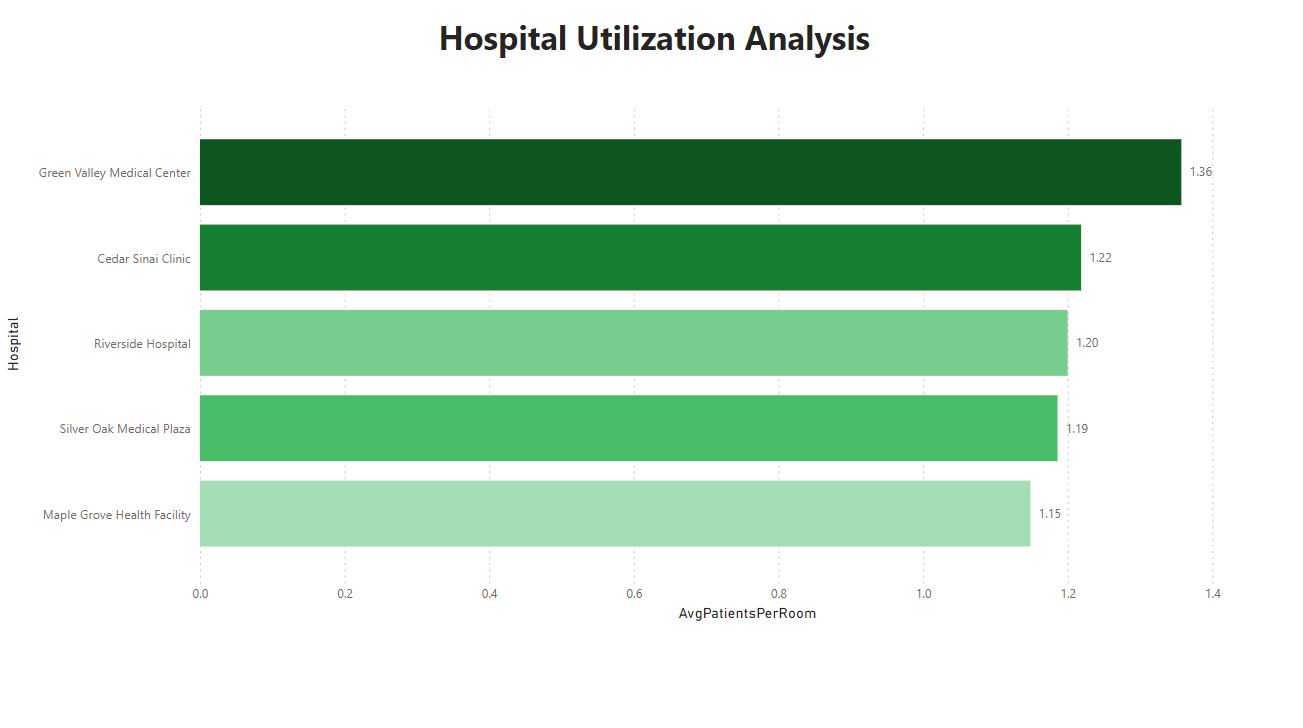 Hospital Utilization Analysis
Hospital
Green Valley Medical Center
1.36
Cedar Sinai Clinic
1.22
Riverside Hospital
1.20
Silver Oak Medical Plaza
1.19
Maple Grove Health Facility
1.15
0.0 0.2 0.4 0.6 0.8 1.0 1.2 1.4
AvgPatientsPerRoom